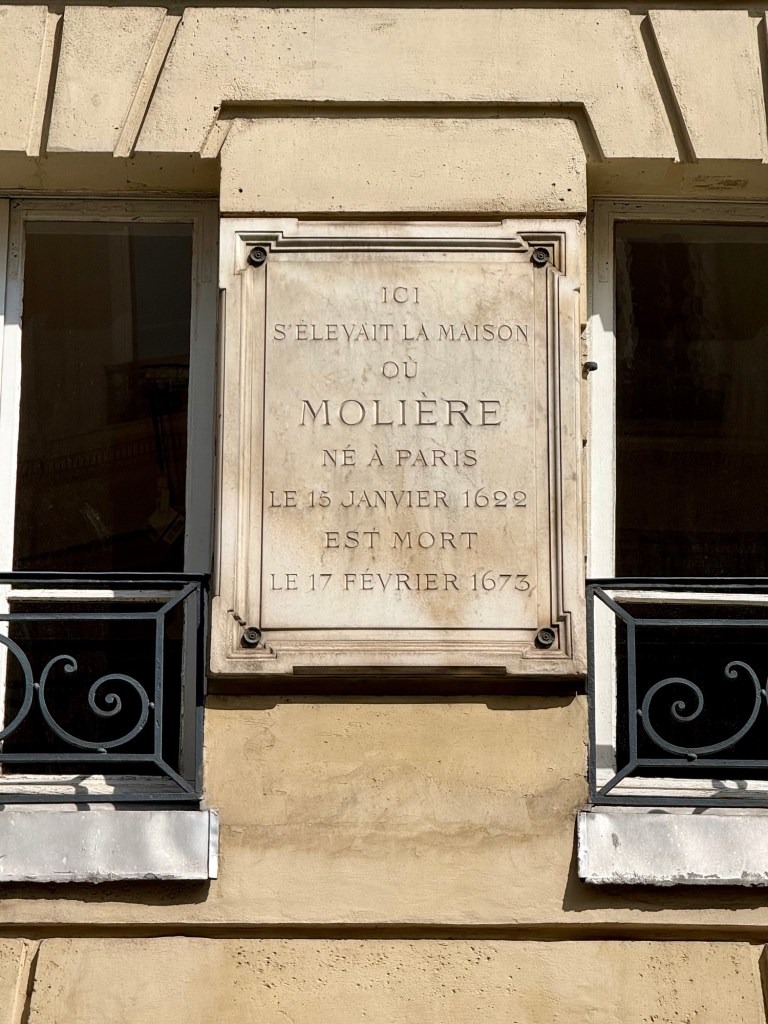 ICI
S'ÉLEVAIT LA MAISON
OÙ
MOLIÈRE
NÉ À PARIS
LE 15 JANVIER 1622
EST MORT
LE 17 FÉVRIER 1673